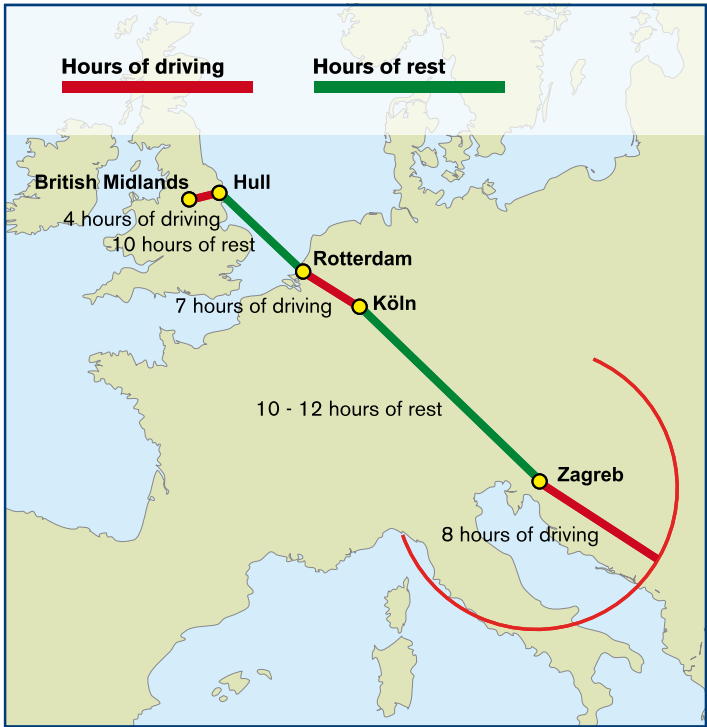 Hours of driving
Hours of rest
British Midlands
Hull
4 hours of driving
10 hours of rest
Rotterdam
7 hours of driving
Köln
10 - 12 hours of rest
Zagreb
8 hours of driving